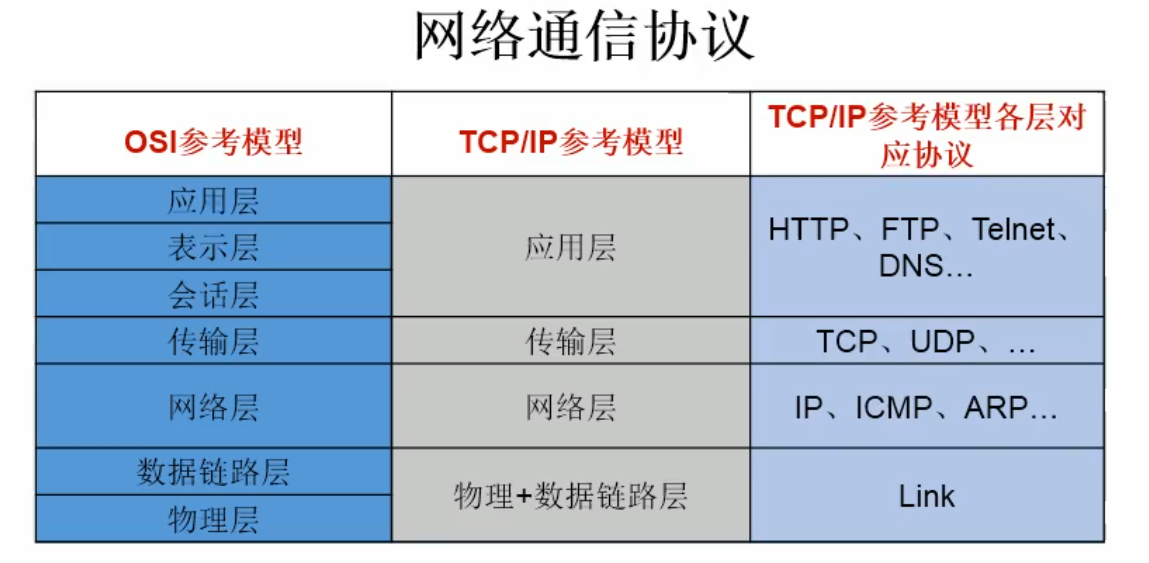 网络通信协议
OSI参考模型
TCP/IP参考模型
TCP/IP参考模型各层对
应协议
应用层
表示层
会话层
应用层
HTTP、FTP、Telnet、
DNS...
传输层
传输层
TCP、UDP、...
网络层
网络层
IP、ICMP、ARP...
数据链路层
物理层
物理+数据链路层
Link